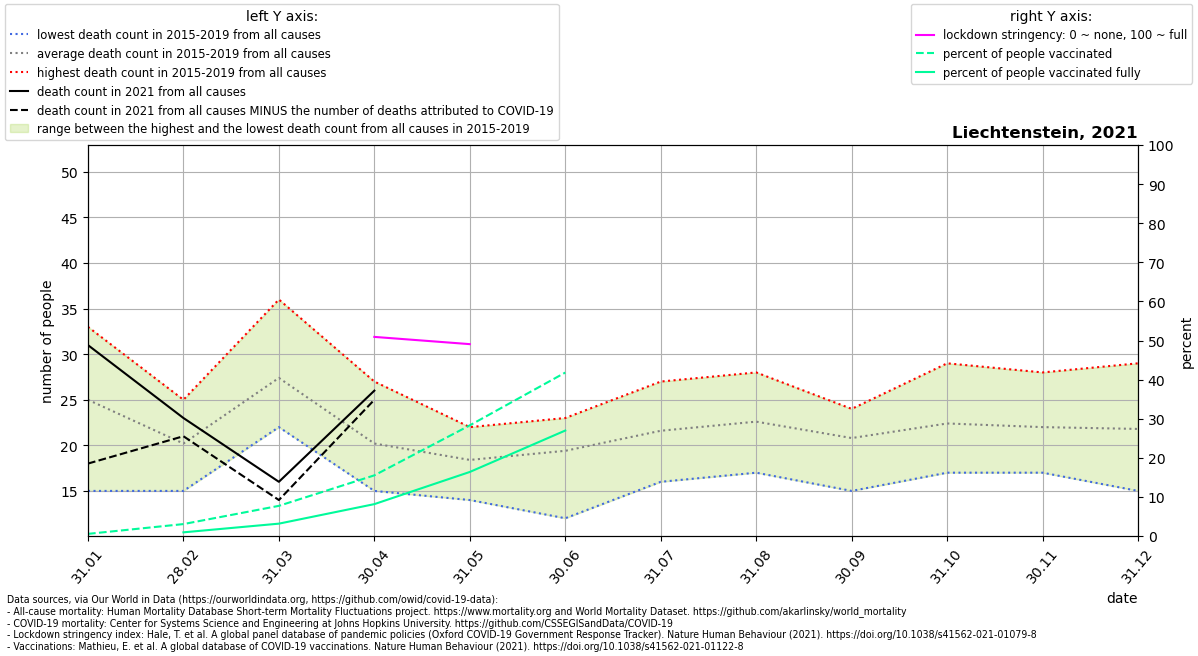 left Y axis:
lowest death count in 2015-2019 from all causes
average death count in 2015-2019 from all causes
highest death count in 2015-2019 from all causes
death count in 2021 from all causes
death count in 2021 from all causes MINUS the number of deaths attributed to COVID-19
range between the highest and the lowest death count from all causes in 2015-2019
right Y axis:
lockdown stringency: 0 ~ none, 100 ~ full
percent of people vaccinated
percent of people vaccinated fully
Liechtenstein, 2021
number of people
50
45
40
35
30
25
20
15
100
90
80
70
60
50
40
30
20
10
0
percent
31.01
28.02
31.03
30.04
31.05
30.06
31.07
31.08
30.09
31.10
30.11
31.12
date
Data sources, via Our World in Data (https://ourworldindata.org, https://github.com/owid/covid-19-data):
- All-cause mortality: Human Mortality Database Short-term Mortality Fluctuations project. https://www.mortality.org and World Mortality Dataset. https://github.com/akarlinsky/world_mortality
- COVID-19 mortality: Center for Systems Science and Engineering at Johns Hopkins University. https://github.com/CSSEGISandData/COVID-19
- Lockdown stringency index: Hale, T. et al. A global panel database of pandemic policies (Oxford COVID-19 Government Response Tracker). Nature Human Behaviour (2021). https://doi.org/10.1038/s41562-021-01079-8
- Vaccinations: Mathieu, E. et al. A global database of COVID-19 vaccinations. Nature Human Behaviour (2021). https://doi.org/10.1038/s41562-021-01122-8